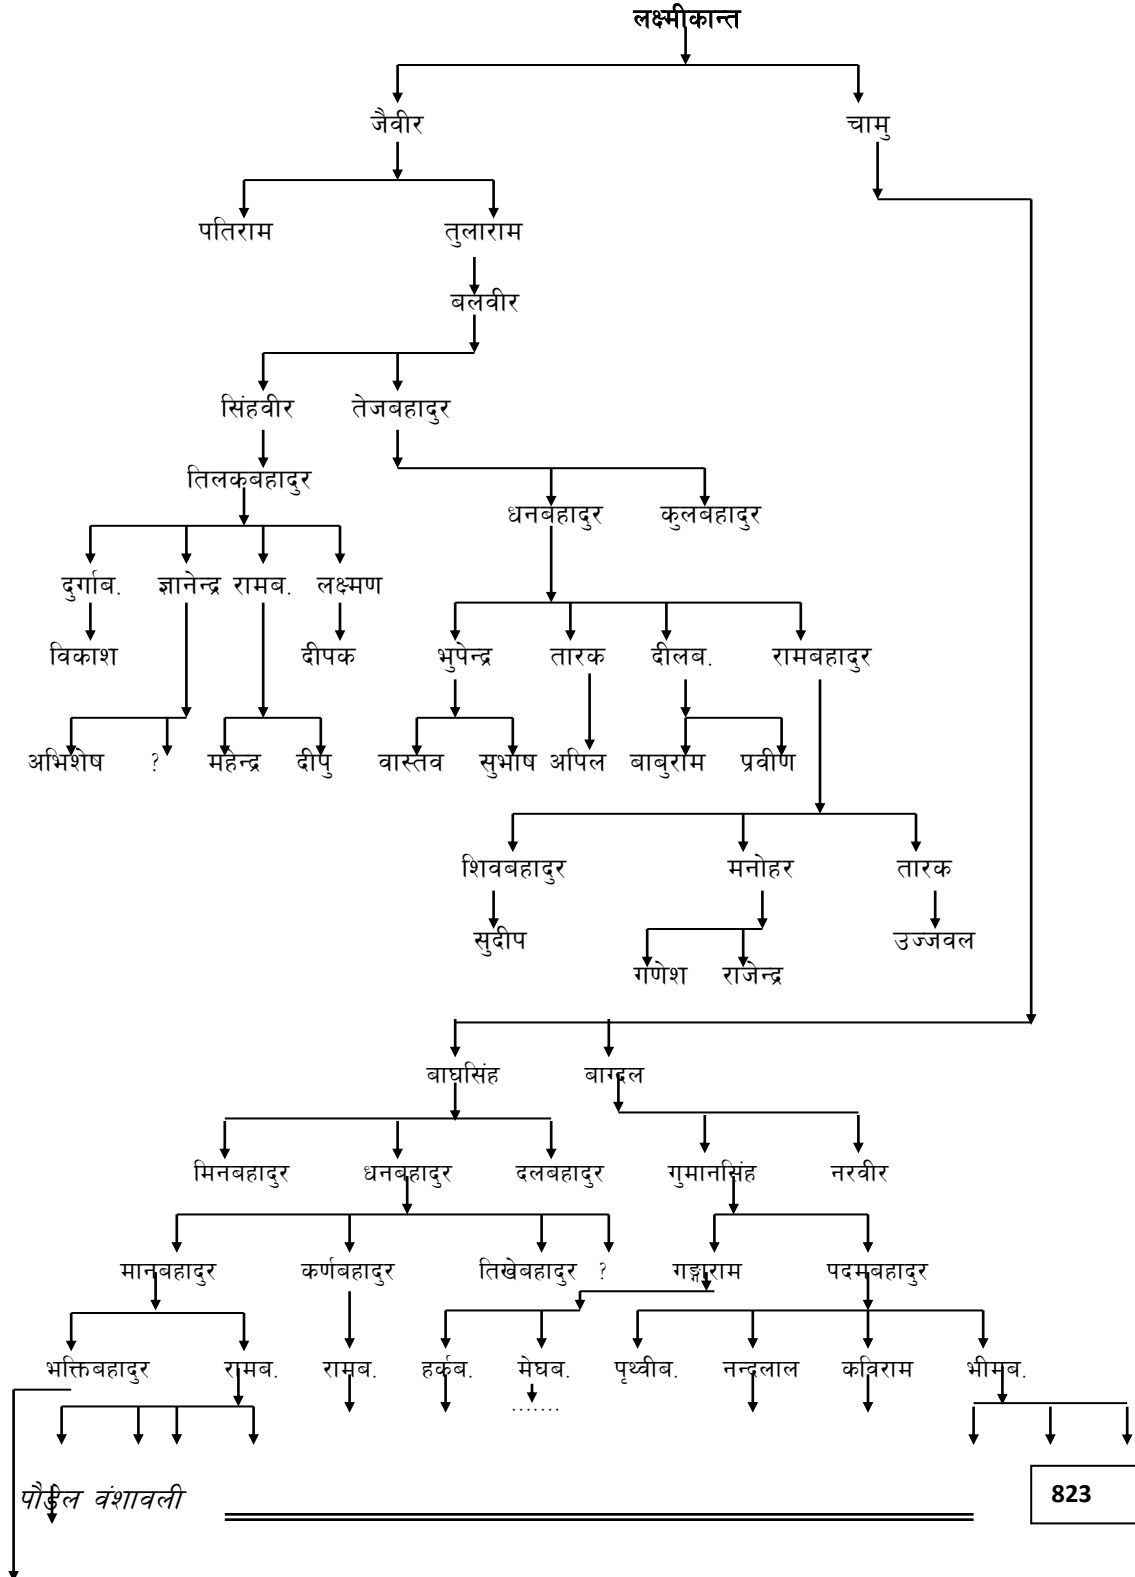 लक्ष्मीकान्त
जैवीर चामु
पतिराम तुलाराम
बलवीर
सिंहवीर तेजबहादुर
तिलकबहादुर
धनबहादुर कुलबहादुर
दुर्गाब. ज्ञानेन्द्र रामब. लक्ष्मण
विकाश दीपक भुपेन्द्र तारक दीलब. रामबहादुर
अभिशेष ? महेन्द्र दीपु वास्तव सुभाष अपिल बाबुराम प्रवीण
शिवबहादुर मनोहर तारक
सुदीप उज्जवल
गणेश राजेन्द्र
बाघसिंह बाग्दल
मिनबहादुर धनबहादुर दलबहादुर गुमानसिंह नरवीर
मानबहादुर कर्णबहादुर तिखेबहादुर ? गङ्गाराम पदमबहादुर
भक्तिबहादुर रामब. रामब. हर्कब. मेघब. पृथ्वीब. नन्दलाल कविराम भीमब.
.......
पौडेल वंशावली
823